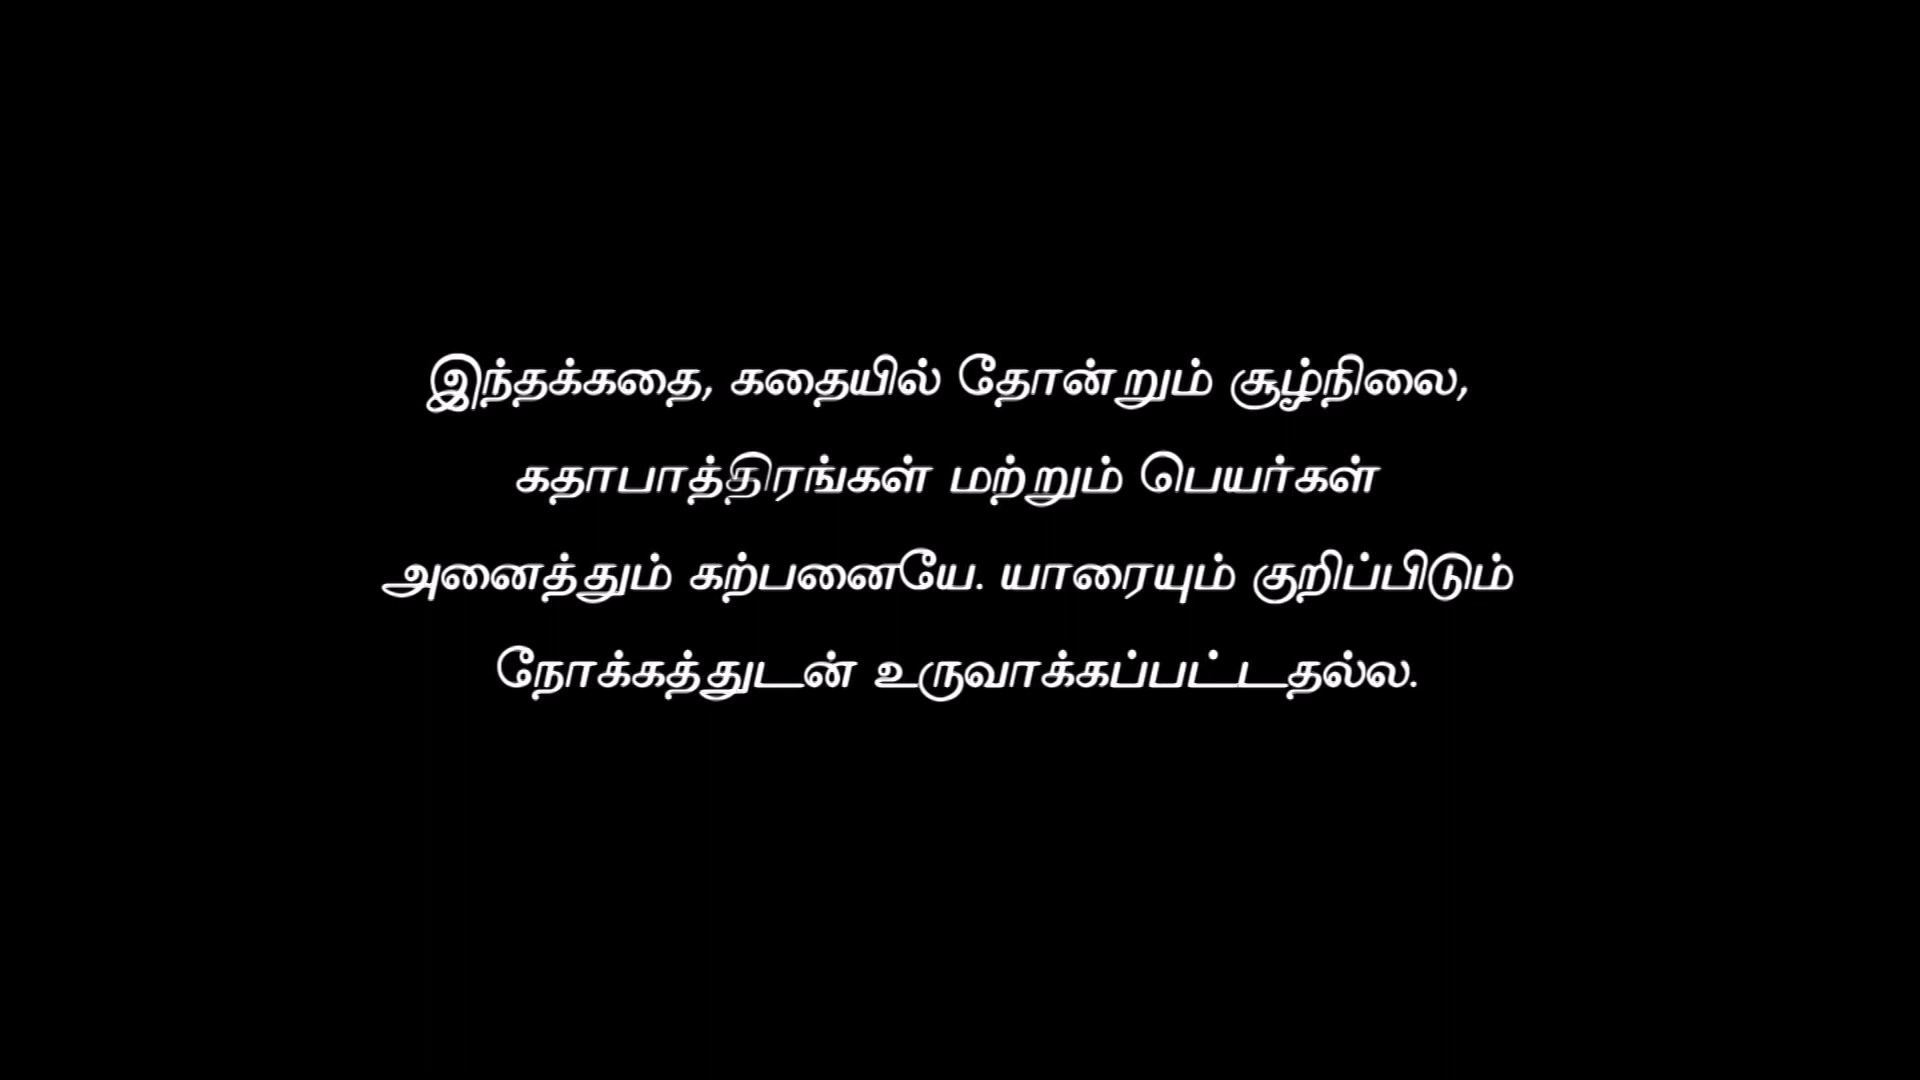 இந்தக்கதை, கதையில் தோன்றும் சூழ்நிலை,
கதாபாத்திரங்கள் மற்றும் பெயர்கள்
அனைத்தும் கற்பனையே. யாரையும் குறிப்பிடும்
நோக்கத்துடன் உருவாக்கப்பட்டதல்ல.